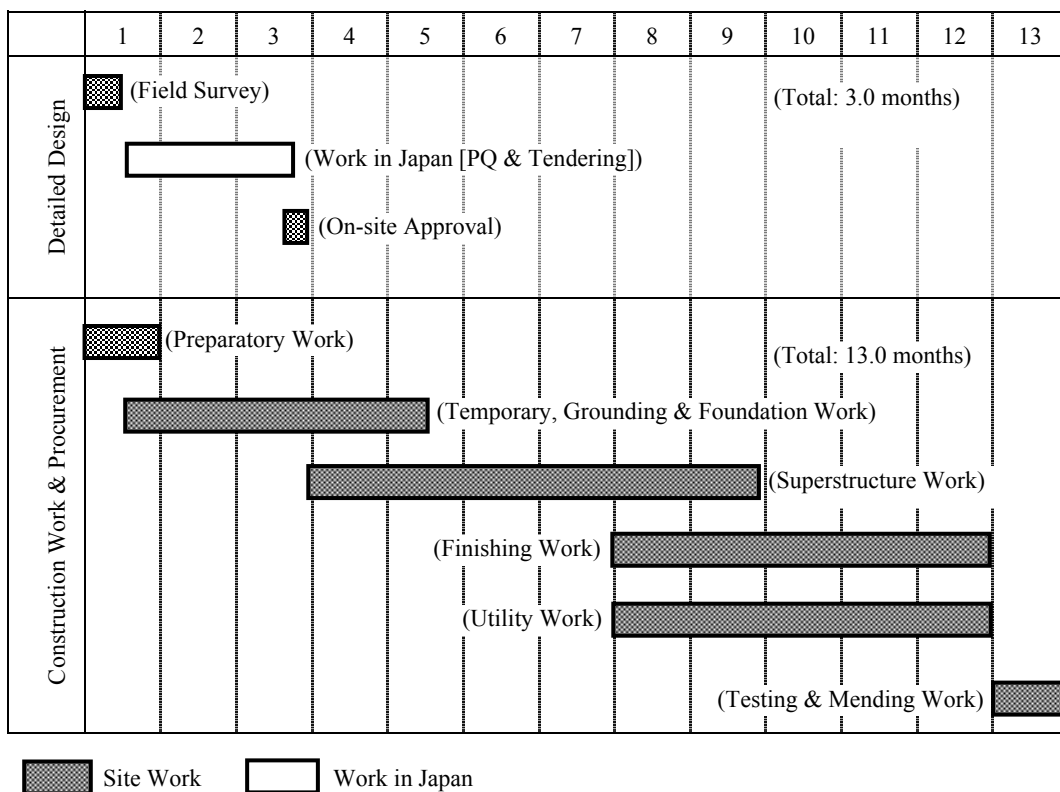 1 2 3 4 5 6 7 8 9 10 11 12 13
Detailed Design
(Field Survey)
(Total: 3.0 months)
(Work in Japan [PQ & Tendering])
(On-site Approval)
Construction Work & Procurement
(Preparatory Work)
(Total: 13.0 months)
(Temporary, Grounding & Foundation Work)
(Superstructure Work)
(Finishing Work)
(Utility Work)
(Testing & Mending Work)
Site Work
Work in Japan